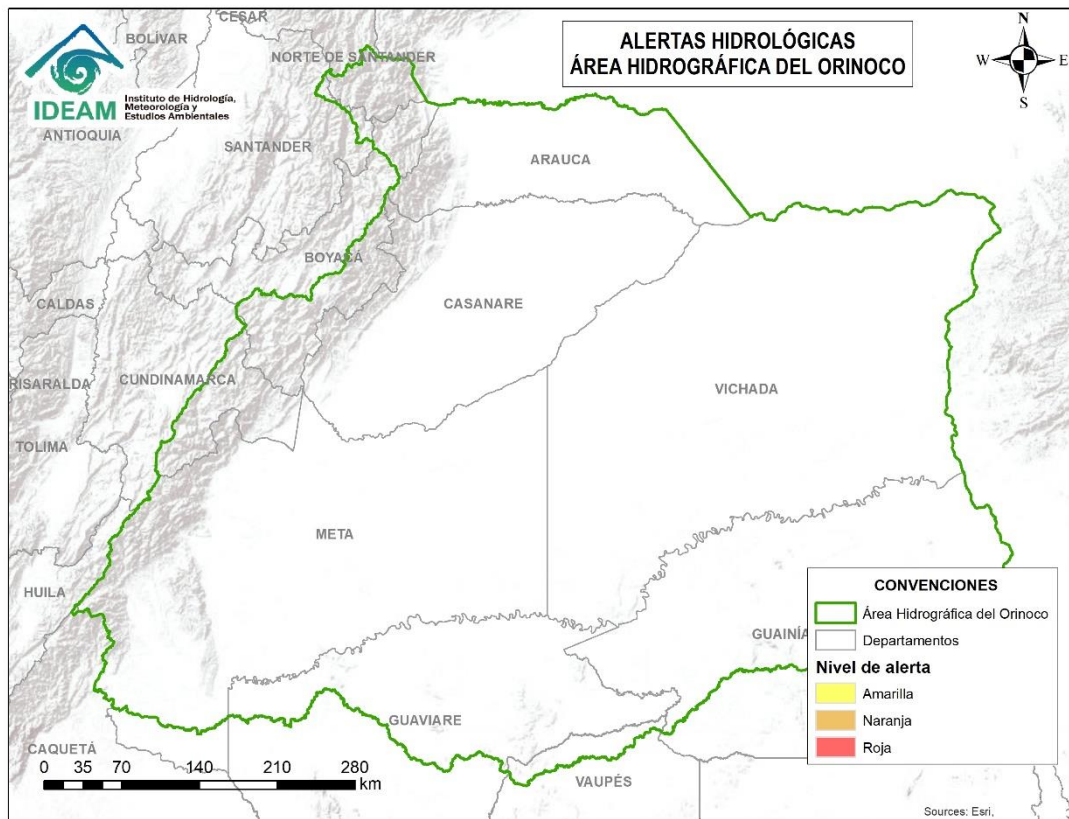 ALERTAS HIDROLÓGICAS
ÁREA HIDROGRÁFICA DEL ORINOCO
N
W
E
S
IDEAM
Instituto de Hidrología,
Meteorología y
Estudios Ambientales
CESAR
BOLÍVAR
NORTE DE SANTANDER
ANTIOQUIA
SANTANDER
ARAUCA
BOYACÁ
CALDAS
CASANARE
RISARALDA
CUNDINAMARCA
VICHADA
TOLIMA
META
HUILA
GUAINÍA
GUAVIARE
CAQUETÁ
VAUPÉS
CONVENCIONES
Área Hidrográfica del Orinoco
Departamentos
Nivel de alerta
Amarilla
Naranja
Roja
0 35 70 140 210 280
km
Sources: Esri,